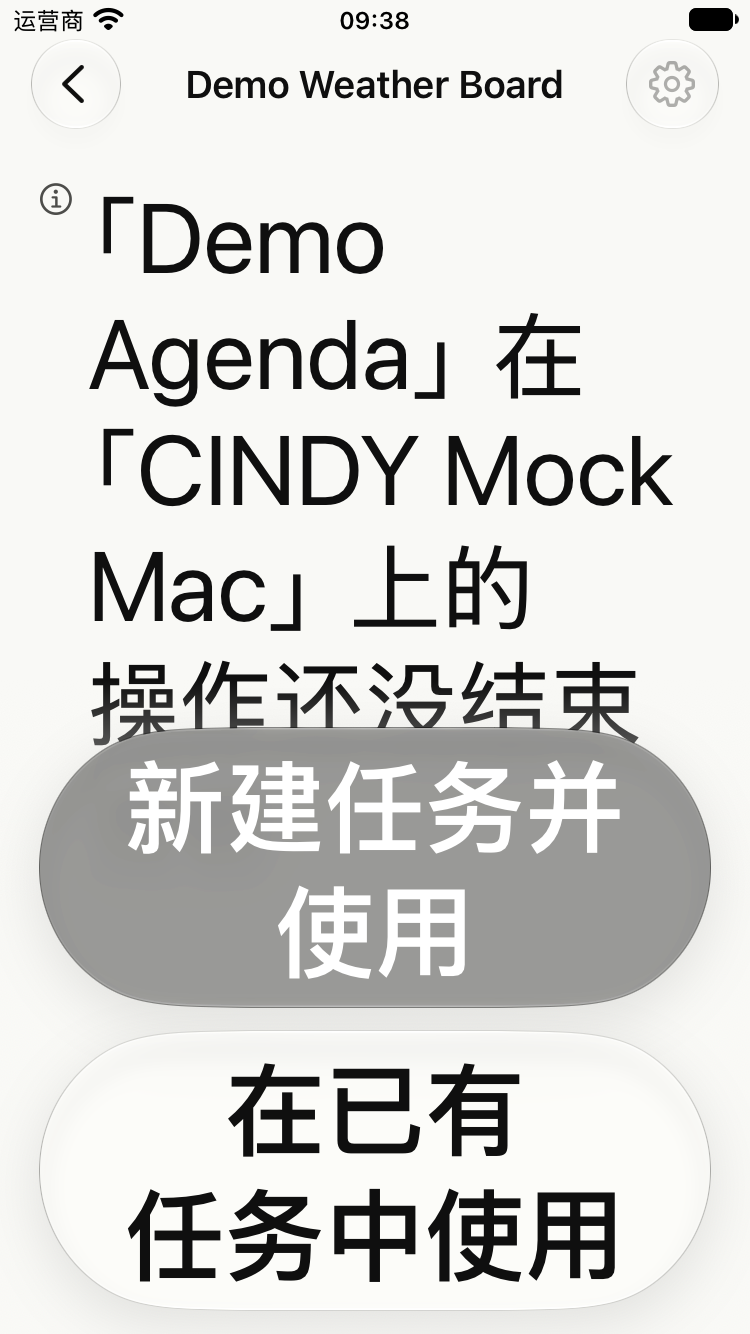 运营商
09:38
Demo Weather Board
「Demo
Agenda」在
「CINDY Mock
Mac」上的
操作还没结束
新建任务并
使用
在已有
任务中使用